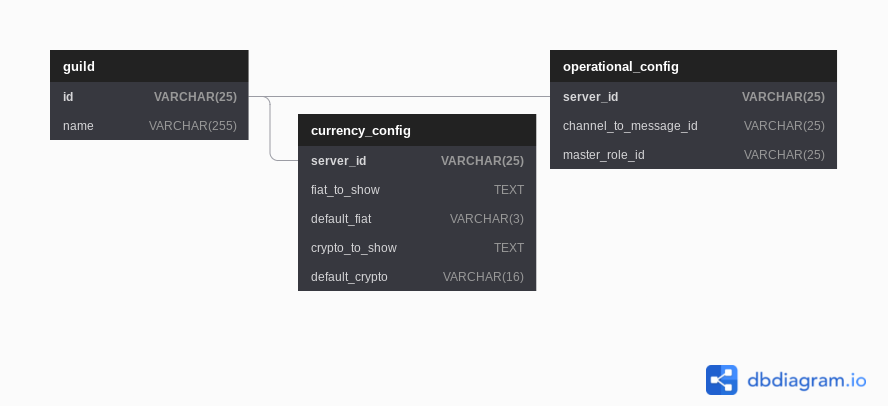 guild
id VARCHAR(25)
name VARCHAR(255)
currency_config
server_id VARCHAR(25)
fiat_to_show TEXT
default_fiat VARCHAR(3)
crypto_to_show TEXT
default_crypto VARCHAR(16)
operational_config
server_id VARCHAR(25)
channel_to_message_id VARCHAR(25)
master_role_id VARCHAR(25)
dbdiagram.io